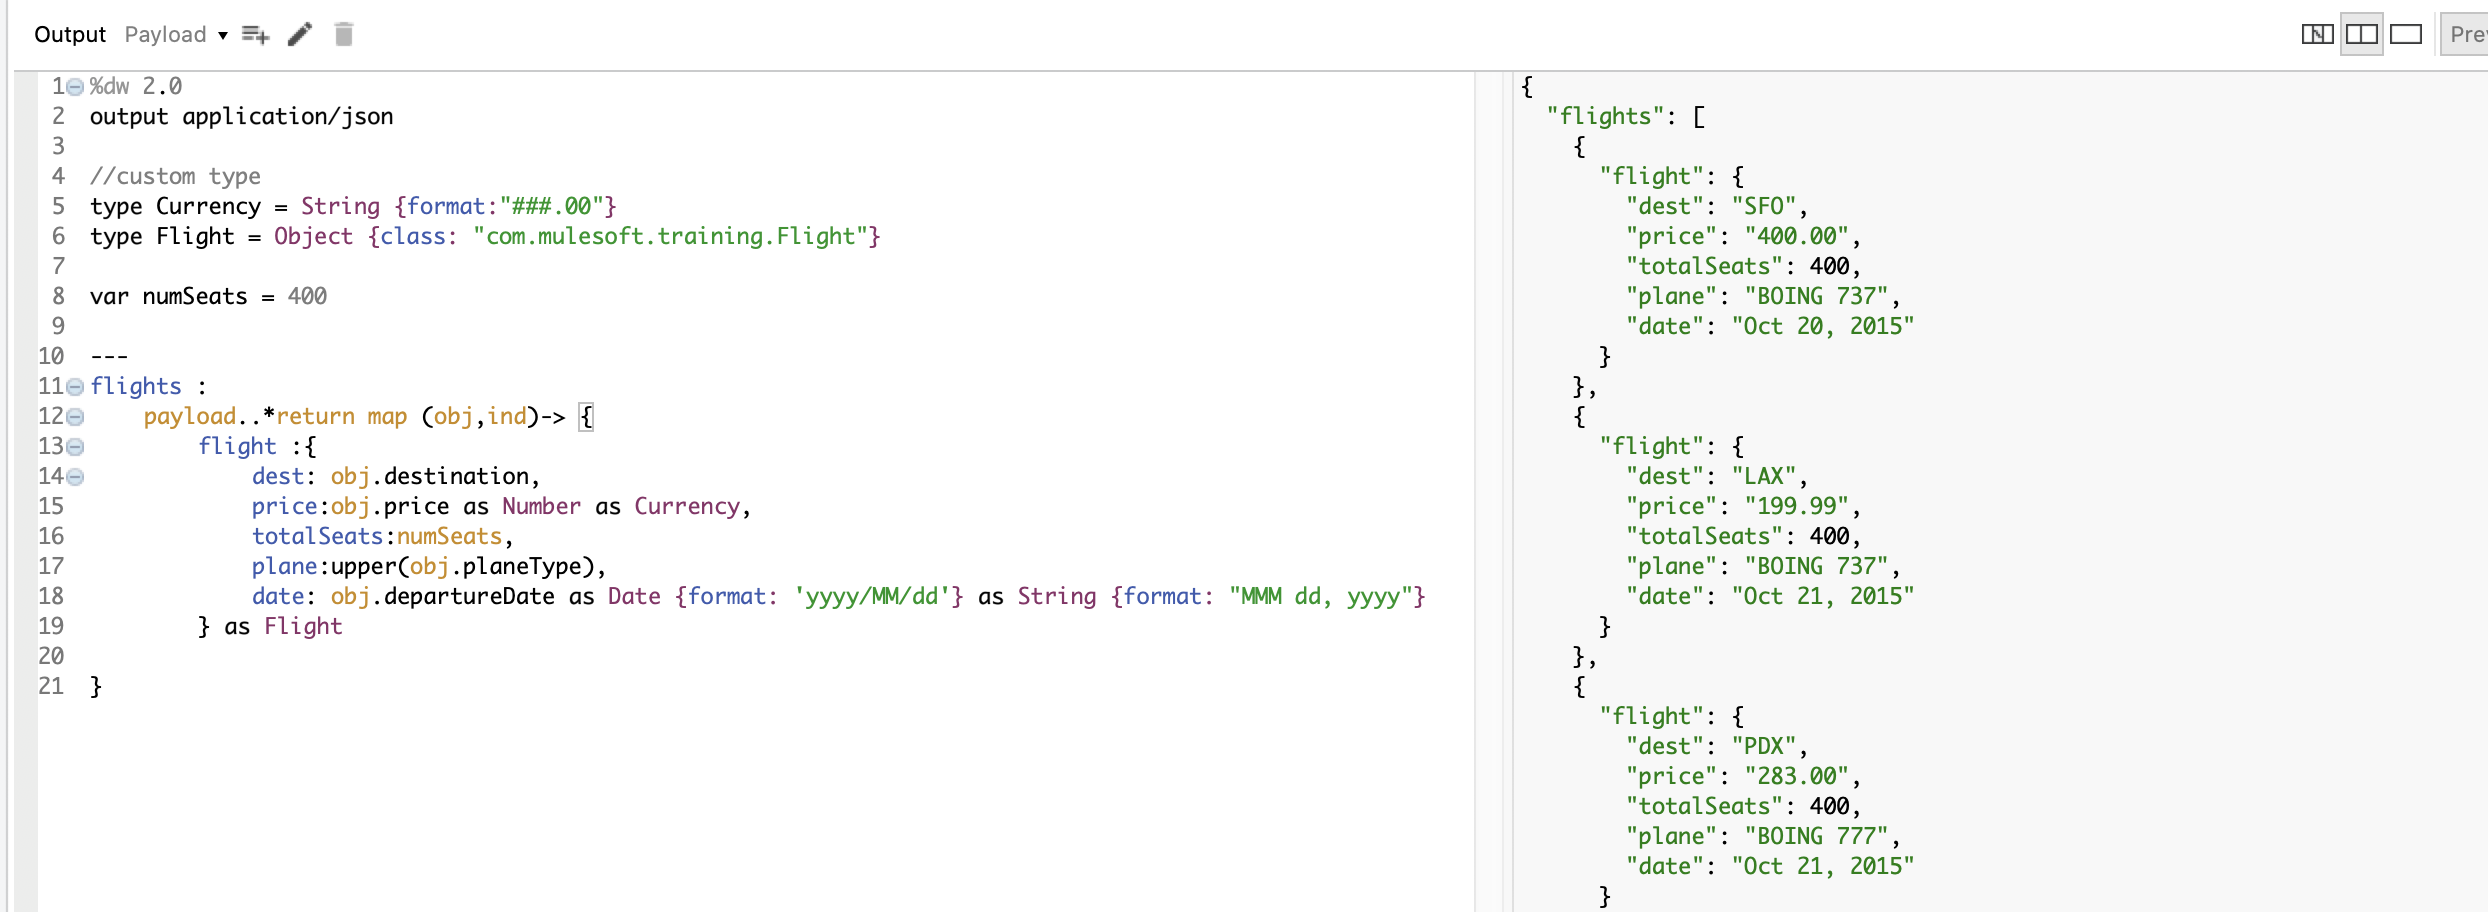 Output Payload
Pre
1 %dw 2.0
2 output application/json
3
4 //custom type
5 type Currency = String {format:"###.00"}
6 type Flight = Object {class: "com.mulesoft.training.Flight"}
7
8 var numSeats = 400
9
10 ---
11 flights :
12 payload..*return map (obj,ind)-> {
13 flight :{
14 dest: obj.destination,
15 price:obj.price as Number as Currency,
16 totalSeats:numSeats,
17 plane:upper(obj.planeType),
18 date: obj.departureDate as Date {format: 'yyyy/MM/dd'} as String {format: "MMM dd, yyyy"}
19 } as Flight
20
21 }
{
"flights": [
{
"flight": {
"dest": "SFO",
"price": "400.00",
"totalSeats": 400,
"plane": "BOING 737",
"date": "Oct 20, 2015"
}
},
{
"flight": {
"dest": "LAX",
"price": "199.99",
"totalSeats": 400,
"plane": "BOING 737",
"date": "Oct 21, 2015"
}
},
{
"flight": {
"dest": "PDX",
"price": "283.00",
"totalSeats": 400,
"plane": "BOING 777",
"date": "Oct 21, 2015"
}